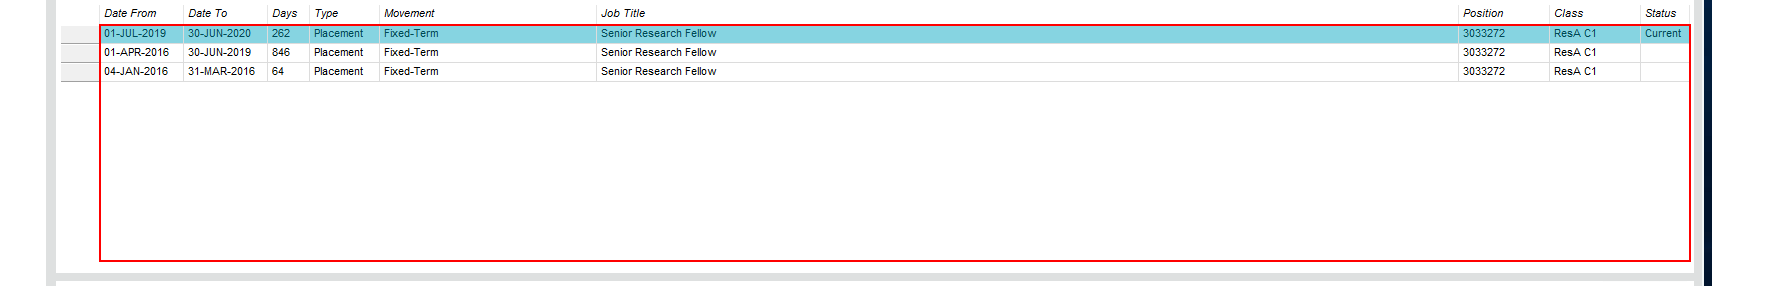 Date From Date To Days Type Movement Job Title Position Class Status
01-JUL-2019 30-JUN-2020 262 Placement Fixed-Term Senior Research Fellow 3033272 ResA C1 Current
01-APR-2016 30-JUN-2019 846 Placement Fixed-Term Senior Research Fellow 3033272 ResA C1
04-JAN-2016 31-MAR-2016 64 Placement Fixed-Term Senior Research Fellow 3033272 ResA C1